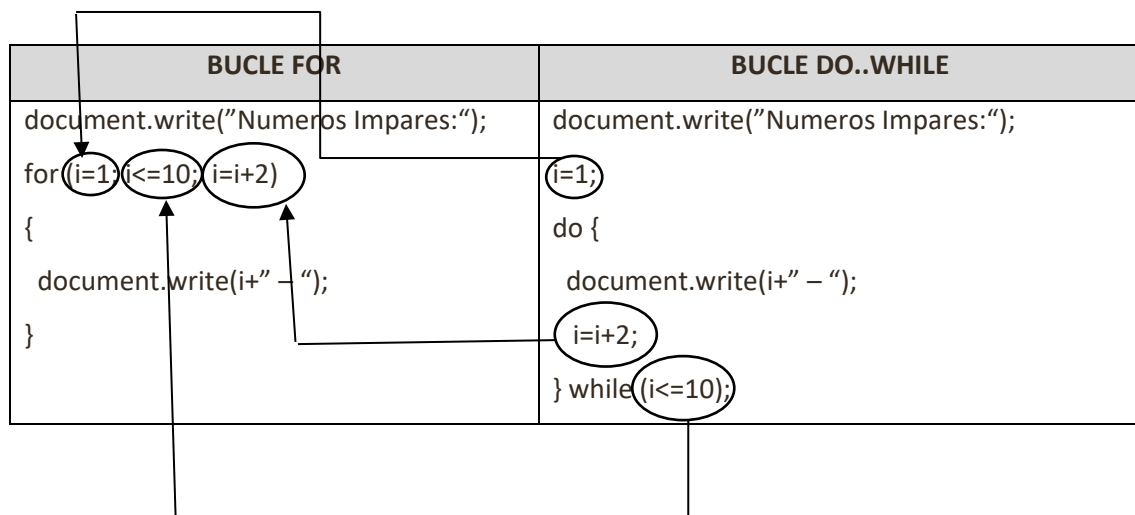 BUCLE FOR
BUCLE DO..WHILE
document.write(”Numeros Impares:“);
for (i=1; i<=10; i=i+2)
{
document.write(i+” – “);
}
document.write(”Numeros Impares:“);
i=1;
do {
document.write(i+” – “);
i=i+2;
} while (i<=10);